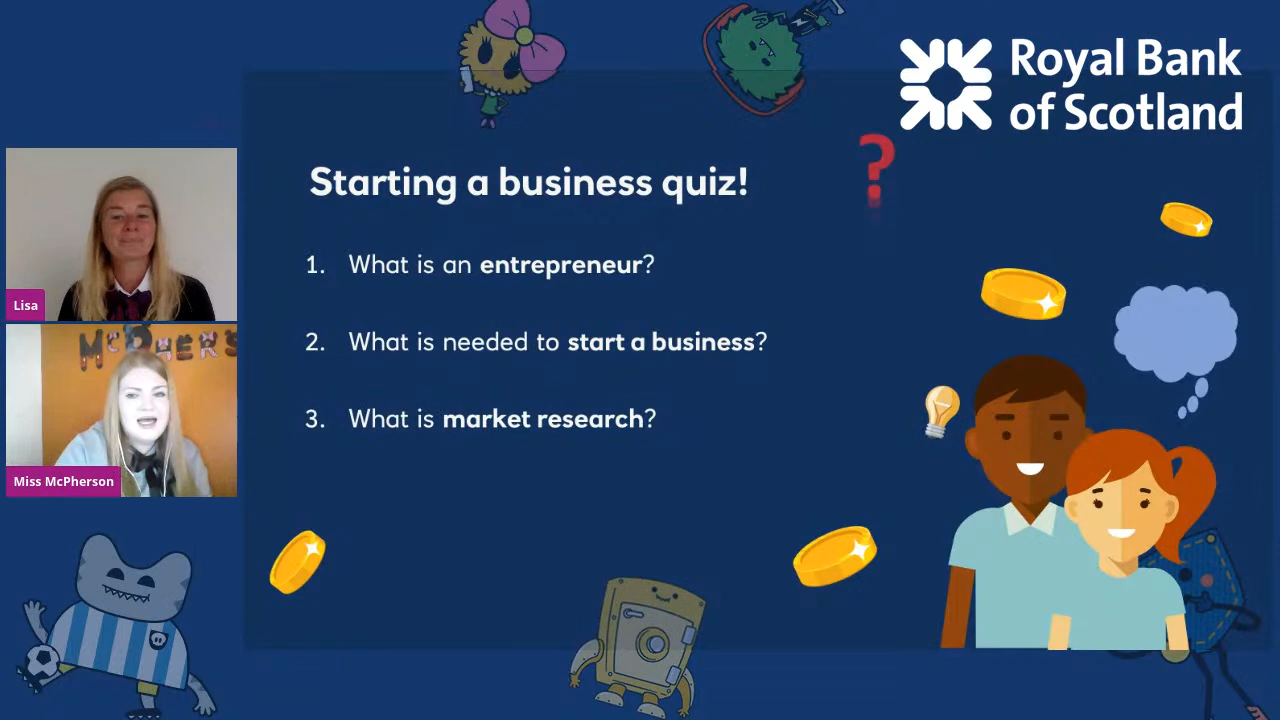 Royal Bank
of Scotland
?
Starting a business quiz!
1. What is an entrepreneur?
2. What is needed to start a business?
3. What is market research?
Lisa
McPHERS
Miss McPherson